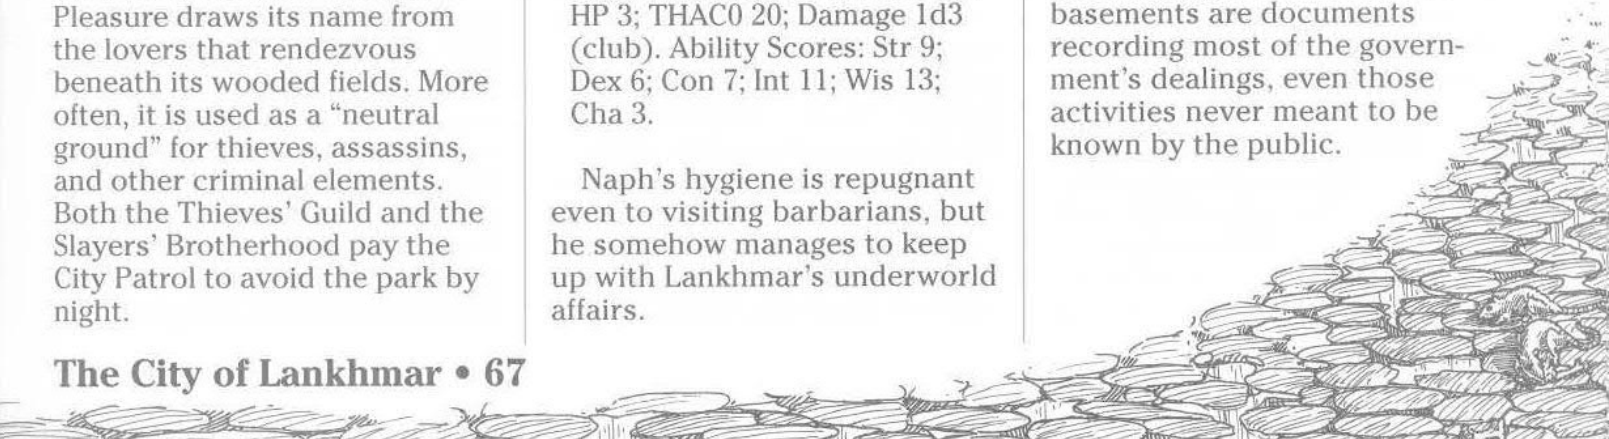 Pleasure draws its name from
the lovers that rendezvous
beneath its wooded fields. More
often, it is used as a “neutral
ground” for thieves, assassins,
and other criminal elements.
Both the Thieves’ Guild and the
Slayers’ Brotherhood pay the
City Patrol to avoid the park by
night.
HP 3; THAC0 20; Damage 1d3
(club). Ability Scores: Str 9;
Dex 6; Con 7; Int 11; Wis 13;
Cha 3.
Naph’s hygiene is repugnant
even to visiting barbarians, but
he somehow manages to keep
up with Lankhmar’s underworld
affairs.
basements are documents
recording most of the govern-
ment’s dealings, even those
activities never meant to be
known by the public.
The City of Lankhmar • 67